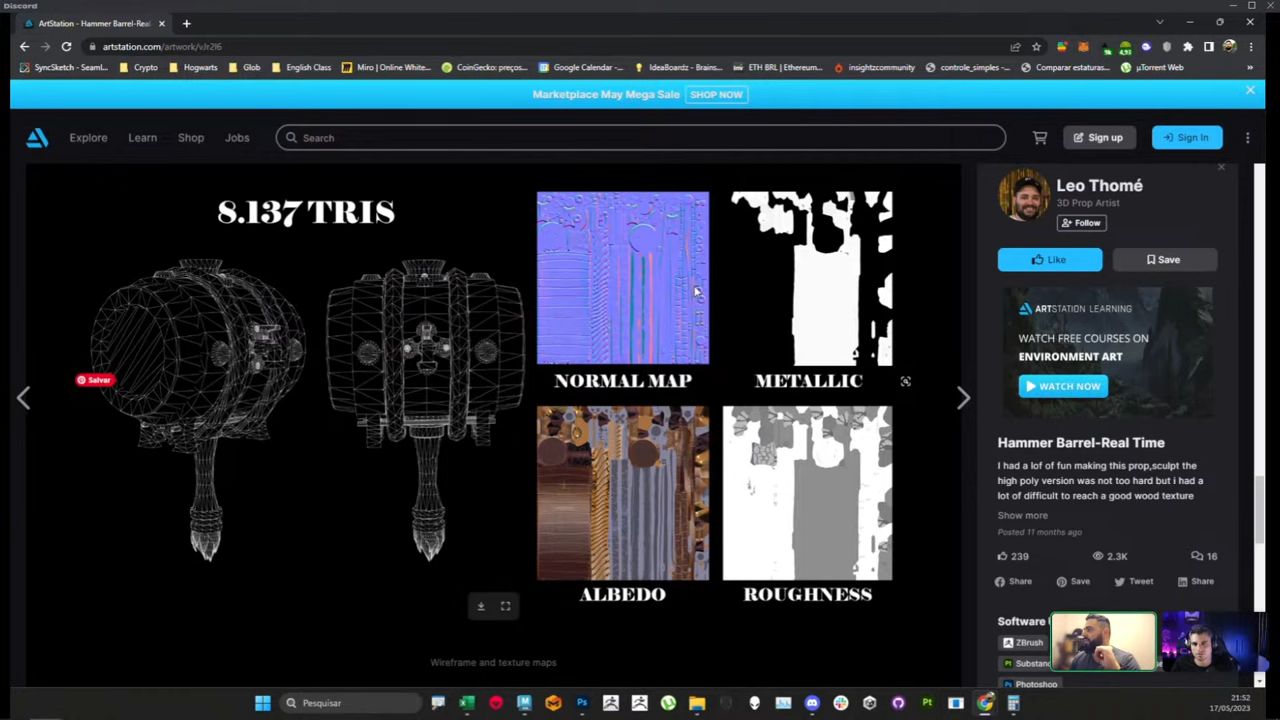 Discord
ArtStation - Hammer Barrel-Real
artstation.com/artwork/vJr2l6
SyncSketch - Seaml...
Crypto
Hogwarts
Glob
English Class
Miro | Online White...
CoinGecko: preços...
Google Calendar -...
IdeaBoardz - Brains...
ETH BRL | Ethereum...
insightzcommunity
controle_simples -...
Comparar estaturas...
µTorrent Web
Marketplace May Mega Sale
SHOP NOW
Explore
Learn
Shop
Jobs
Search
Sign up
Sign In
8.137 TRIS
NORMAL MAP
METALLIC
ALBEDO
ROUGHNESS
Salvar
Wireframe and texture maps
Leo Thomé
3D Prop Artist
Follow
Like
Save
ARTSTATION LEARNING
WATCH FREE COURSES ON
ENVIRONMENT ART
WATCH NOW
Hammer Barrel-Real Time
I had a lof of fun making this prop,sculpt the
high poly version was not too hard but i had a
lot of difficult to reach a good wood texture
Show more
Posted 11 months ago
239
2.3K
16
Share
Save
Tweet
Share
Software
ZBrush
Substan
Photoshop
Pesquisar
21:52
17/05/2023